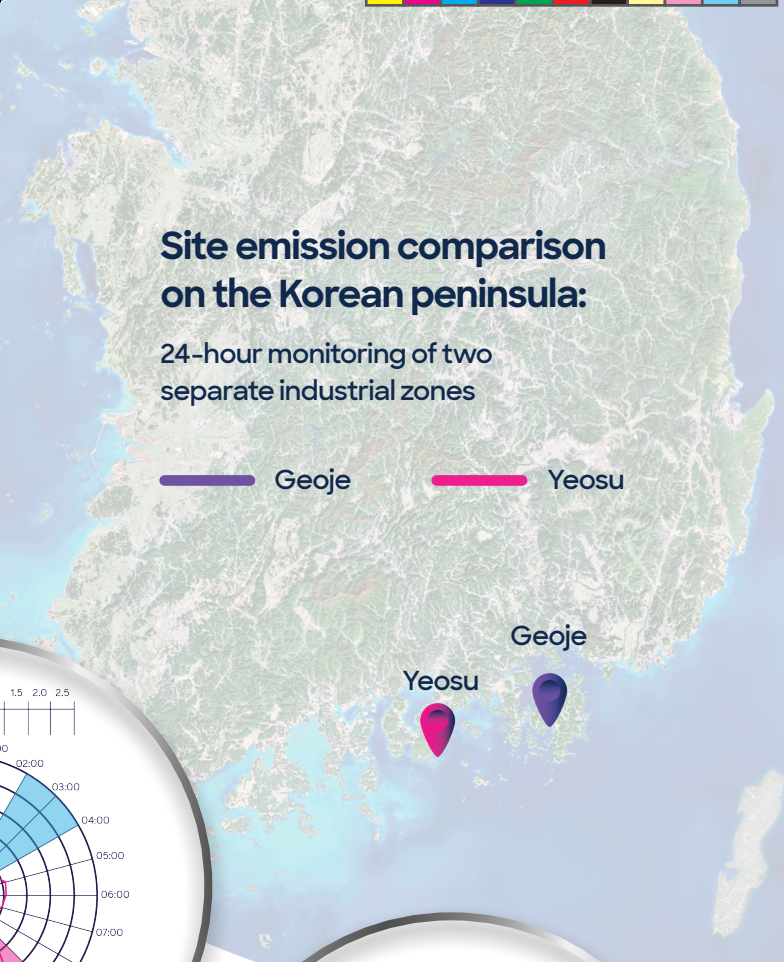 Site emission comparison
on the Korean peninsula:
24-hour monitoring of two
separate industrial zones
Geoje
Yeosu
Geoje
Yeosu
1.5 2.0 2.5
02:00
03:00
04:00
05:00
06:00
07:00